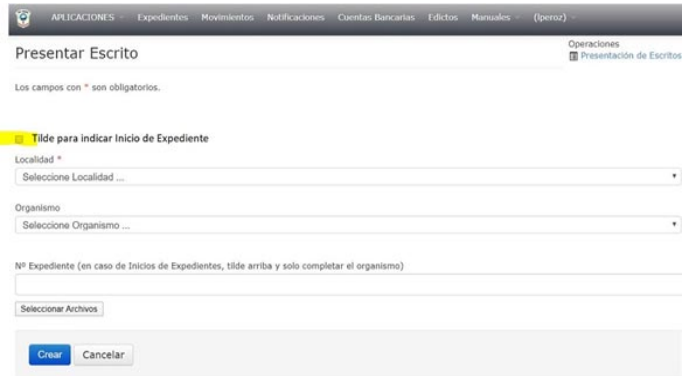 APLICACIONES Expedientes Movimientos Notificaciones Cuentas Bancarias Edictos Manuales (lperoz)
Presentar Escrito
Operaciones
Presentación de Escritos
Los campos con * son obligatorios.
Tilde para indicar Inicio de Expediente
Localidad *
Seleccione Localidad ...
Organismo
Seleccione Organismo ...
Nº Expediente (en caso de Inicios de Expedientes, tilde arriba y solo completar el organismo)
Seleccionar Archivos
Crear Cancelar